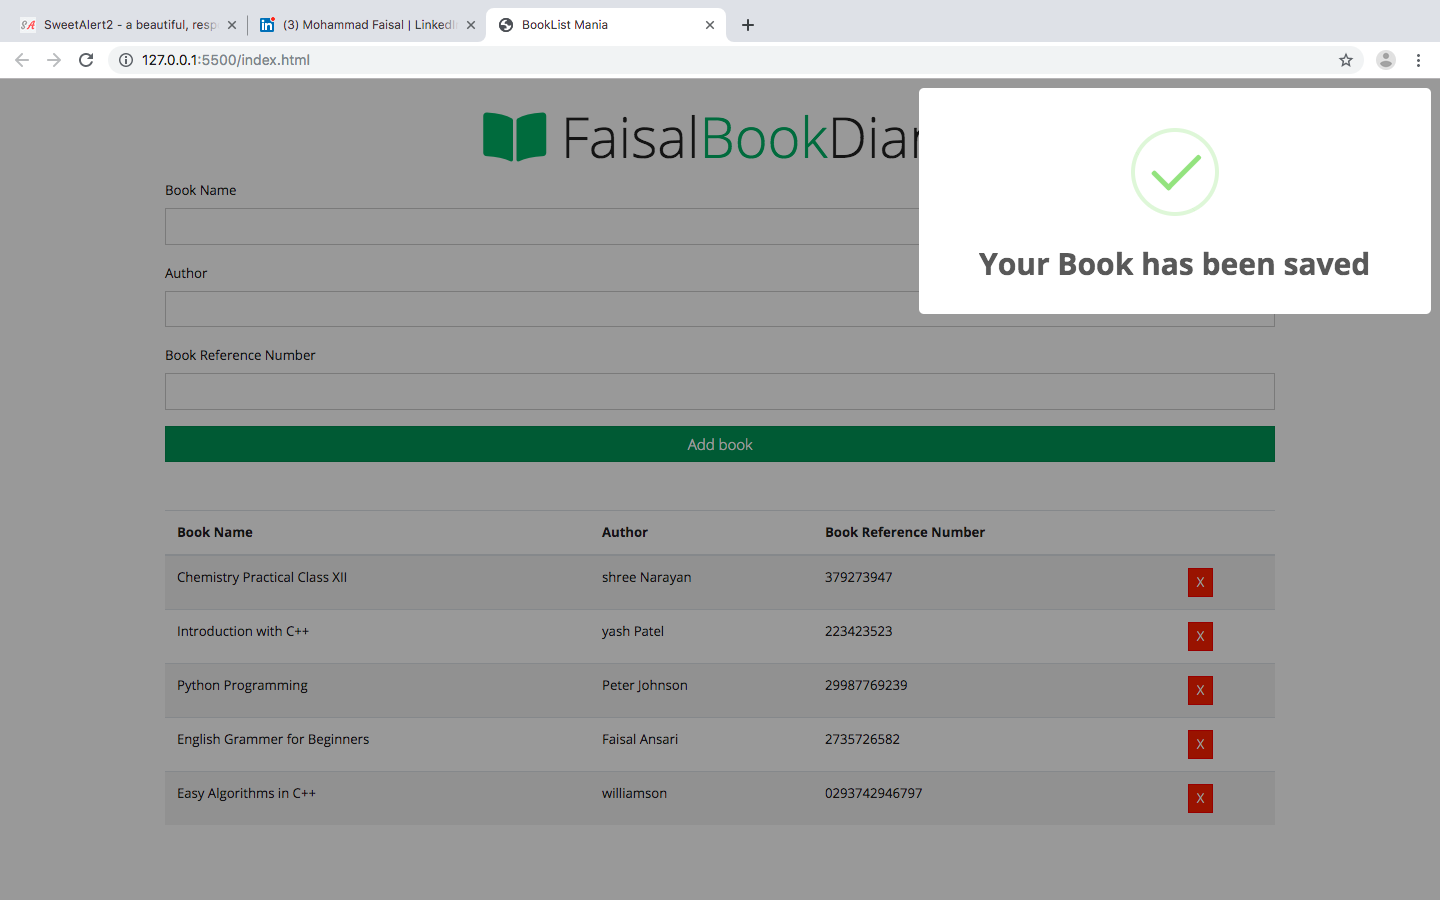 SweetAlert2 - a beautiful, resp
(3) Mohammad Faisal | LinkedI
BookList Mania
127.0.0.1:5500/index.html
FaisalBookDiar
Your Book has been saved
Book Name
Author
Book Reference Number
Add book
Book Name Author Book Reference Number
Chemistry Practical Class XII shree Narayan 379273947 X
Introduction with C++ yash Patel 223423523 X
Python Programming Peter Johnson 29987769239 X
English Grammer for Beginners Faisal Ansari 2735726582 X
Easy Algorithms in C++ williamson 0293742946797 X